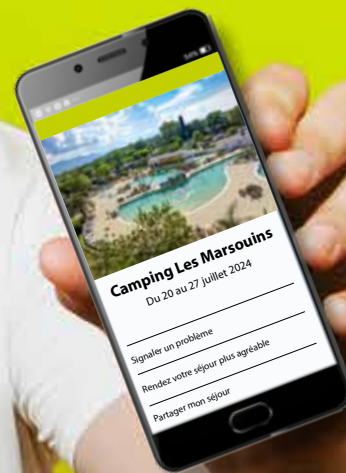 Camping Les Marsouins
Du 20 au 27 juillet 2024
Signaler un problème
Rendez votre séjour plus agréable
Partager mon séjour